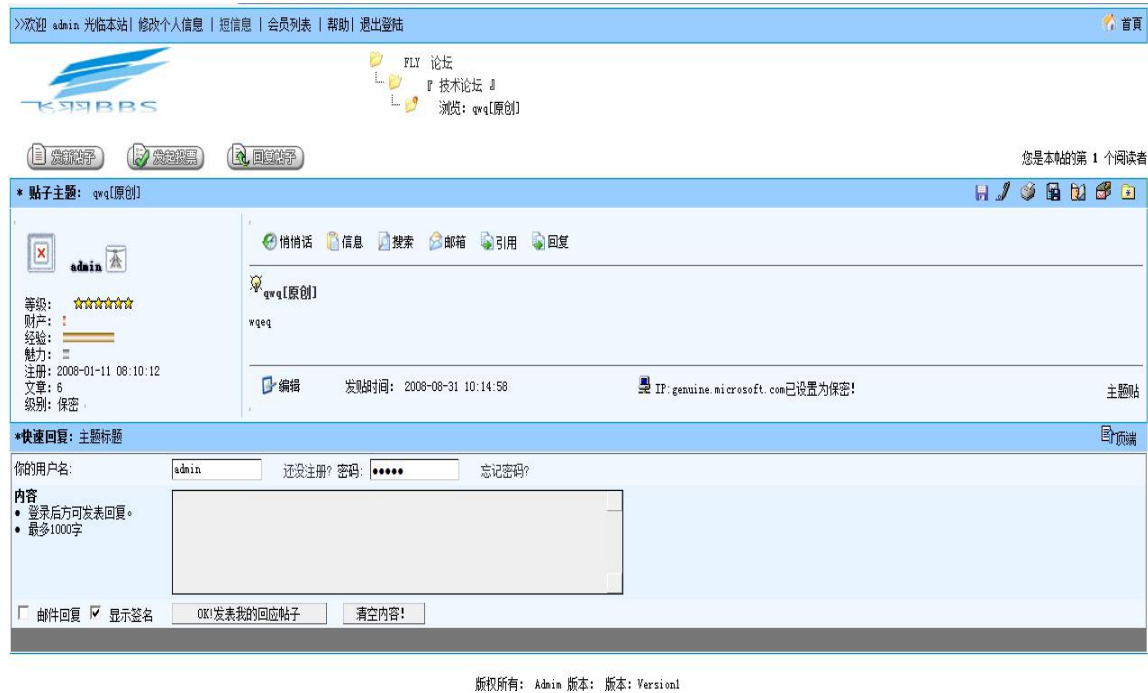 >>欢迎 admin 光临本站| 修改个人信息 | 短信息 | 会员列表 | 帮助| 退出登陆
首頁
飞羽BBS
FLY 论坛
『 技术论坛 』
浏览: qwq[原创]
发新帖子
发起投票
回复帖子
您是本帖的第 1 个阅读者
* 贴子主题: qwq[原创]
admin
悄悄话 信息 搜索 邮箱 引用 回复
qwq[原创]
wqeq
等级:
财产:
经验:
魅力:
注册: 2008-01-11 08:10:12
文章: 6
级别: 保密
编辑 发贴时间: 2008-08-31 10:14:58 IP:genuine.microsoft.com已设置为保密!
主题贴
*快速回复: 主题标题
顶端
你的用户名: admin 还没注册? 密码: ●●●●● 忘记密码?
内容
• 登录后方可发表回复。
• 最多1000字
邮件回复 显示签名 OK!发表我的回应帖子 清空内容!
版权所有: Admin 版本: 版本: Version1